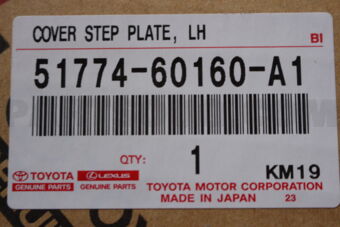 COVER STEP PLATE, LH
BI
51774-60160-A1
QTY:
1
KM19
TOYOTA
GENUINE PARTS
LEXUS
GENUINE PARTS
TOYOTA MOTOR CORPORATION
MADE IN JAPAN 23